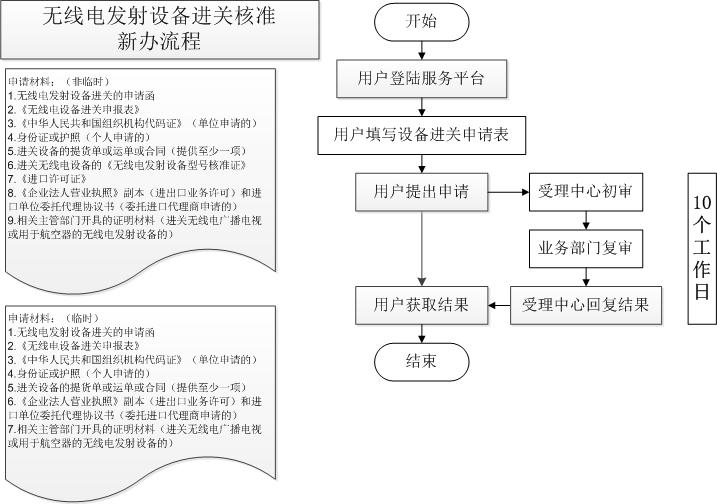 无线电发射设备进关核准
新办流程
申请材料：（非临时）
1.无线电发射设备进关的申请函
2.《无线电设备进关申报表》
3.《中华人民共和国组织机构代码证》（单位申请的）
4.身份证或护照（个人申请的）
5.进关设备的提货单或运单或合同（提供至少一项）
6.进关无线电设备的《无线电发射设备型号核准证》
7.《进口许可证》
8.《企业法人营业执照》副本（进出口业务许可）和进
口单位委托代理协议书（委托进口代理商申请的）
9.相关主管部门开具的证明材料（进关无线电广播电视
或用于航空器的无线电发射设备的）
申请材料：（临时）
1.无线电发射设备进关的申请函
2.《无线电设备进关申报表》
3.《中华人民共和国组织机构代码证》（单位申请的）
4.身份证或护照（个人申请的）
5.进关设备的提货单或运单或合同（提供至少一项）
6.《企业法人营业执照》副本（进出口业务许可）和进
口单位委托代理协议书（委托进口代理商申请的）
7.相关主管部门开具的证明材料（进关无线电广播电视
或用于航空器的无线电发射设备的）
开始
用户登陆服务平台
用户填写设备进关申请表
用户提出申请
受理中心初审
业务部门复审
用户获取结果
受理中心回复结果
结束
10个工作日